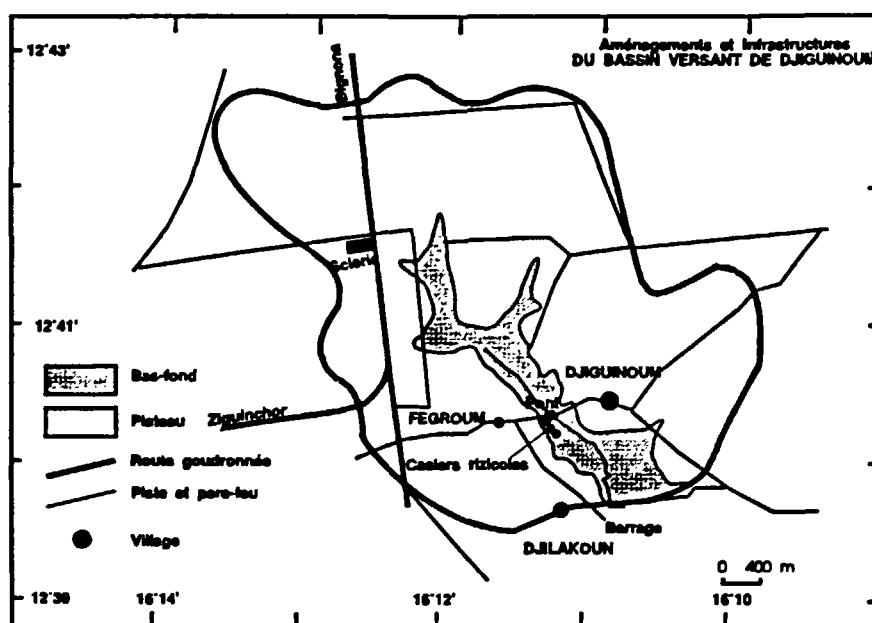 12°43'
Aménagements et Infrastructures
DU BASSIN VERSANT DE DJIGUINOUM
Bignona
Scierie
12°41'
Bas-fond
DJIGUINOUM
Pont
Plateau
Ziguinchor
FEGROUM
Route goudronnée
Casiers rizicoles
Piste et pare-feu
Barrage
Village
DJILAKOUN
0 400 m
12°39
16°14'
16°12'
16°10